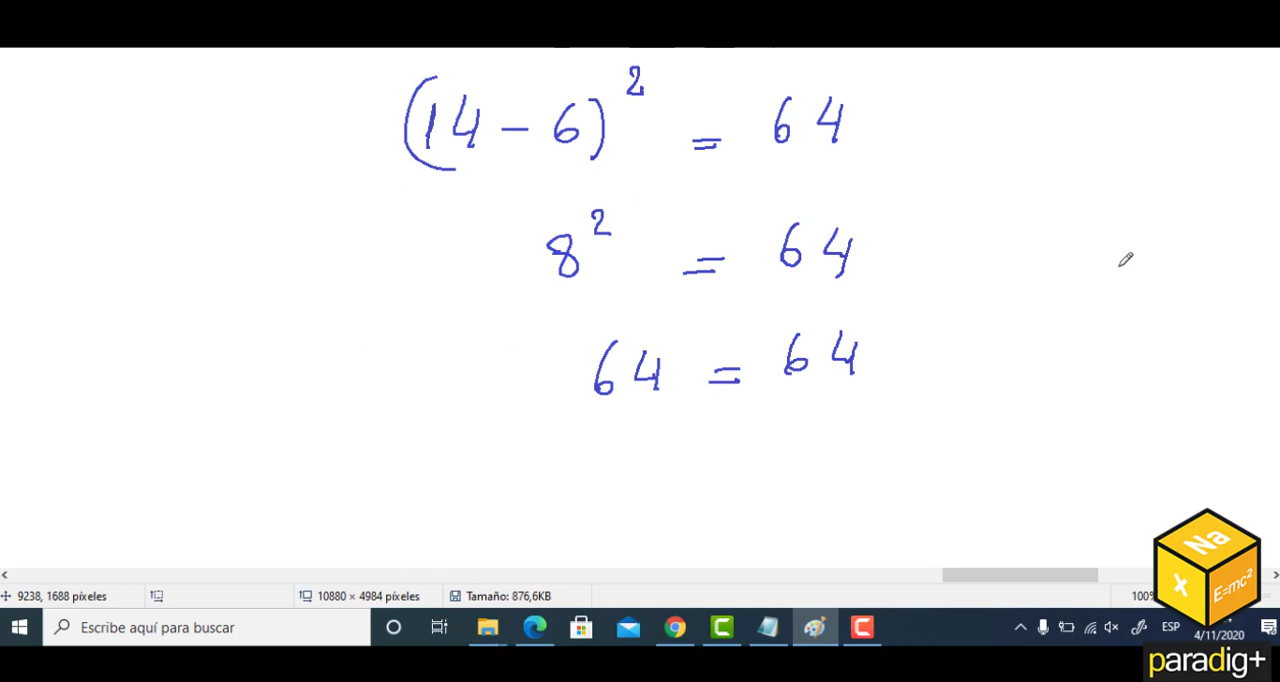 (14 - 6)² = 64
8² = 64
64 = 64
9238, 1688 píxeles
10880 × 4984 píxeles
Tamaño: 876,6KB
100%
Escribe aquí para buscar
ESP
4/11/2020
Na
X
E=mc²
paradig+